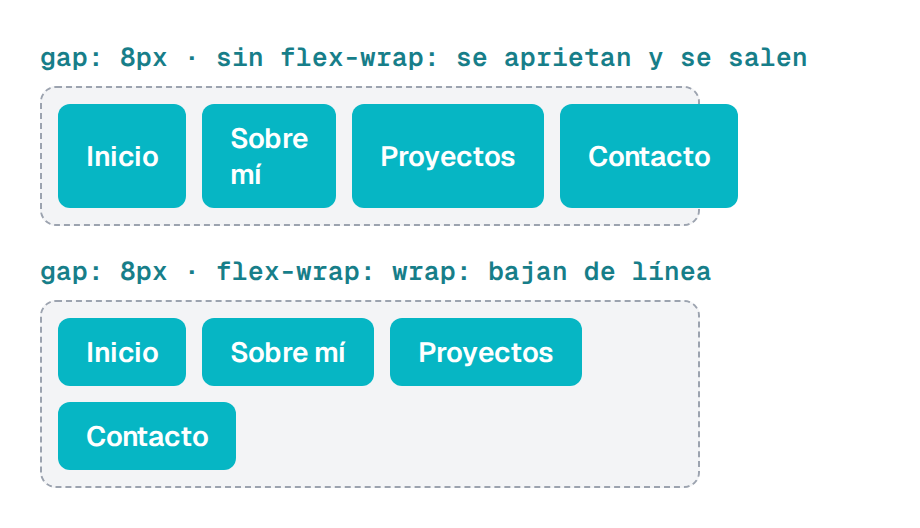 gap: 8px · sin flex-wrap: se aprietan y se salen
Inicio
Sobre
mí
Proyectos
Contacto
gap: 8px · flex-wrap: wrap: bajan de línea
Inicio
Sobre mí
Proyectos
Contacto